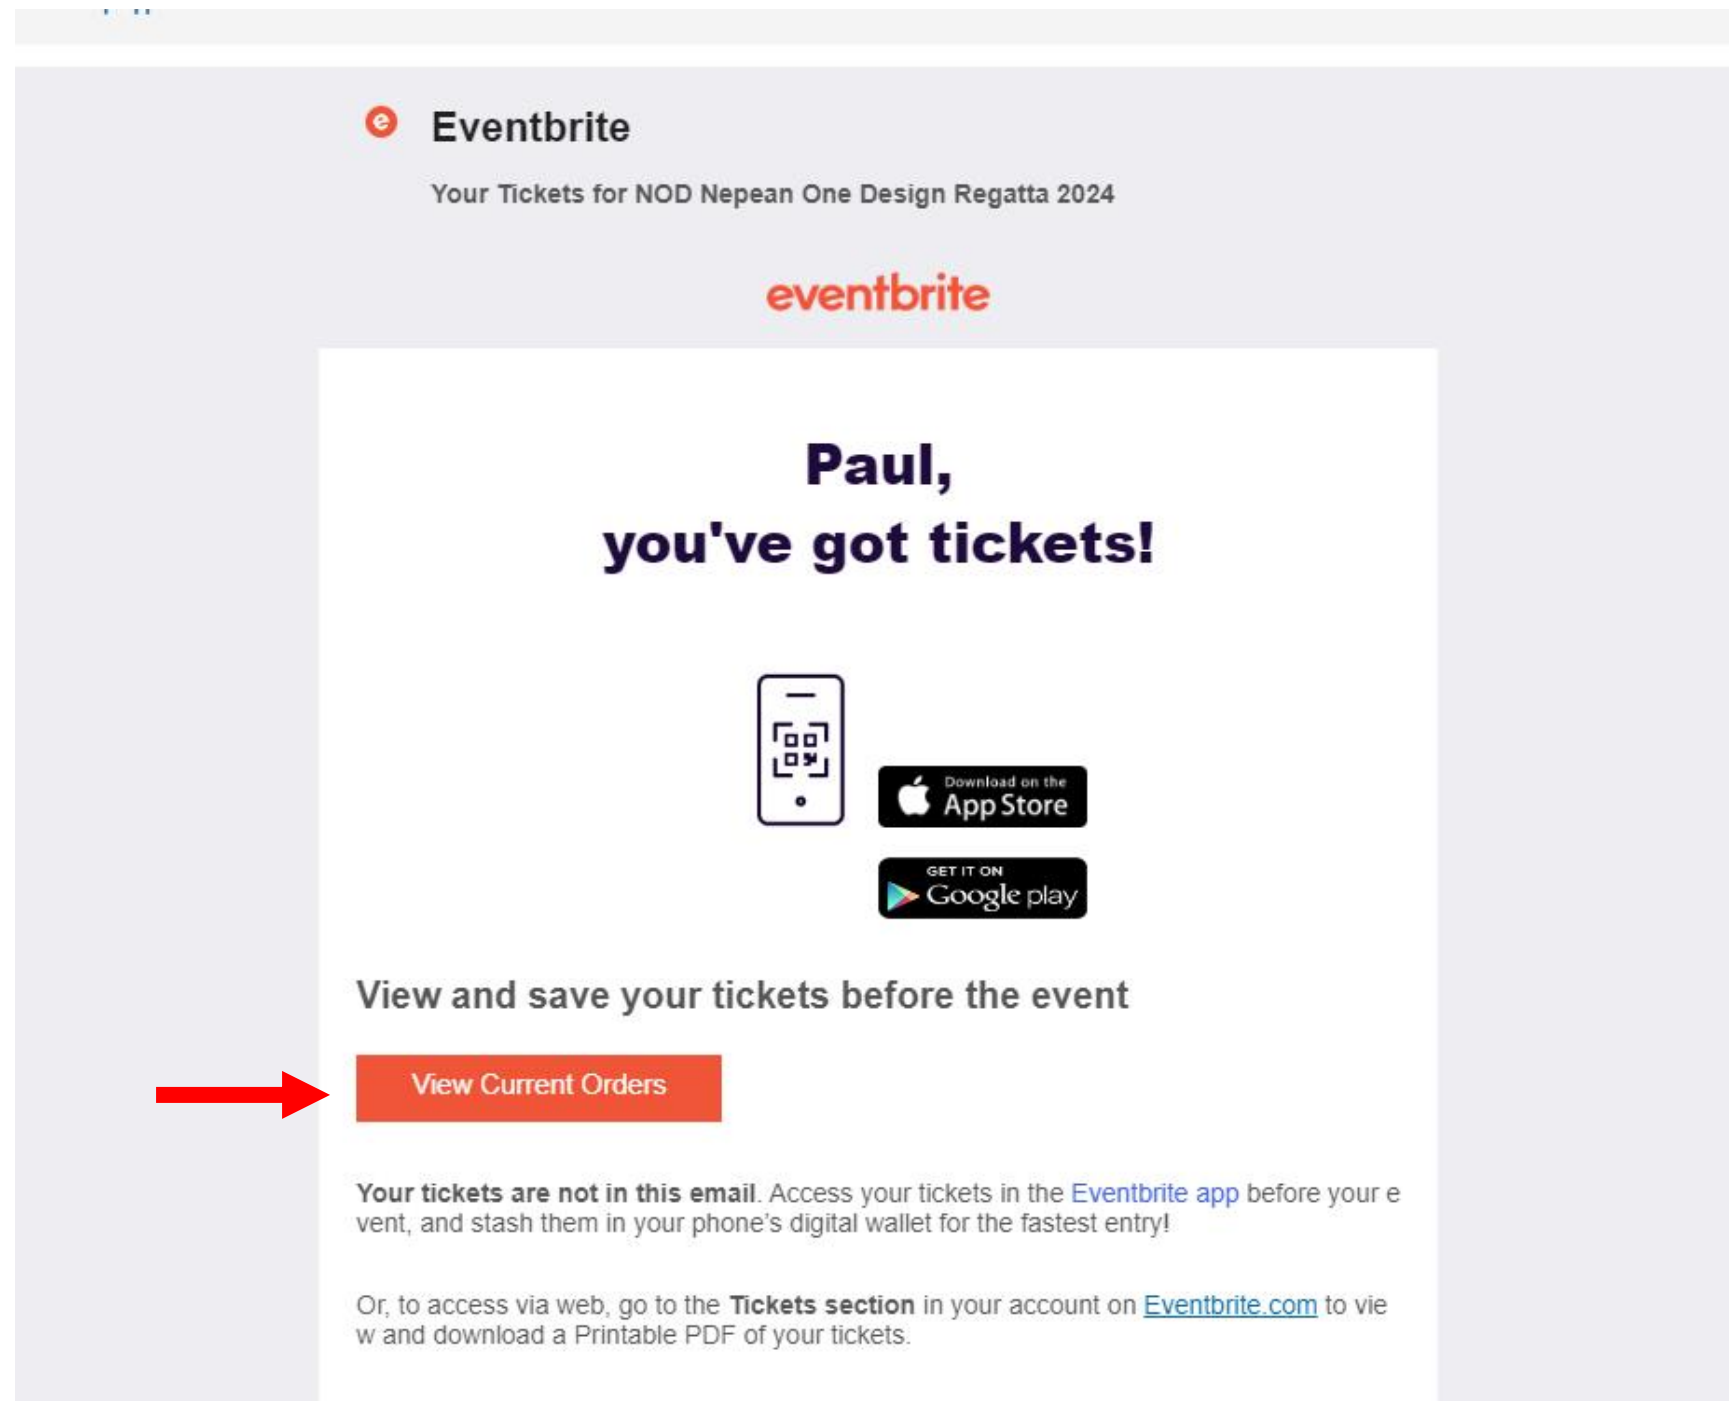 Eventbrite
Your Tickets for NOD Nepean One Design Regatta 2024
eventbrite
Paul,
you've got tickets!
Download on the
App Store
GET IT ON
Google play
View and save your tickets before the event
View Current Orders
Your tickets are not in this email. Access your tickets in the Eventbrite app before your e
vent, and stash them in your phone’s digital wallet for the fastest entry!
Or, to access via web, go to the Tickets section in your account on Eventbrite.com to vie
w and download a Printable PDF of your tickets.